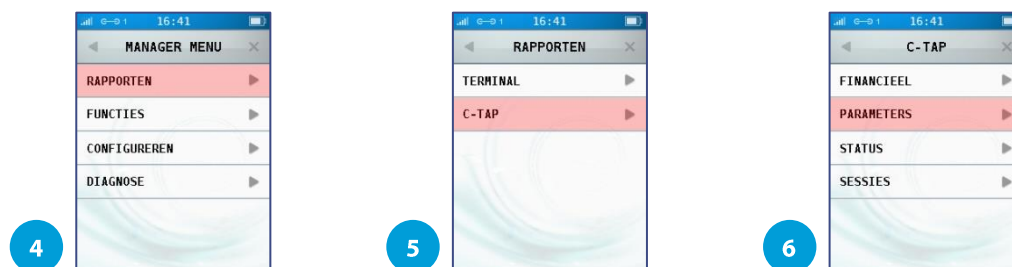 16:41
MANAGER MENU
RAPPORTEN
FUNCTIES
CONFIGUREREN
DIAGNOSE
4
16:41
RAPPORTEN
TERMINAL
C-TAP
5
16:41
C-TAP
FINANCIEEL
PARAMETERS
STATUS
SESSIES
6